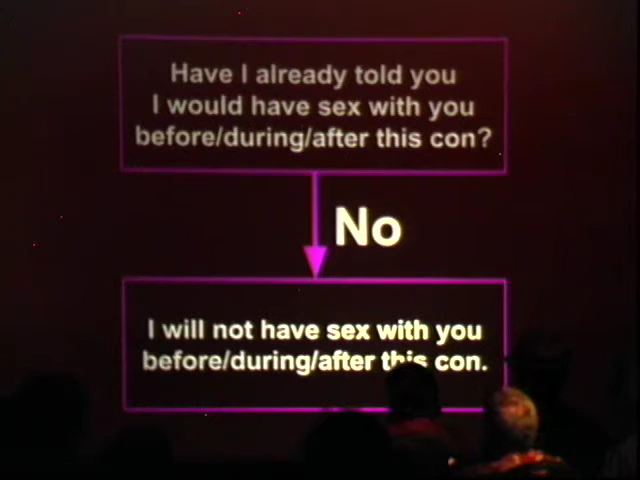 Have I already told you
I would have sex with you
before/during/after this con?
No
I will not have sex with you
before/during/after this con.